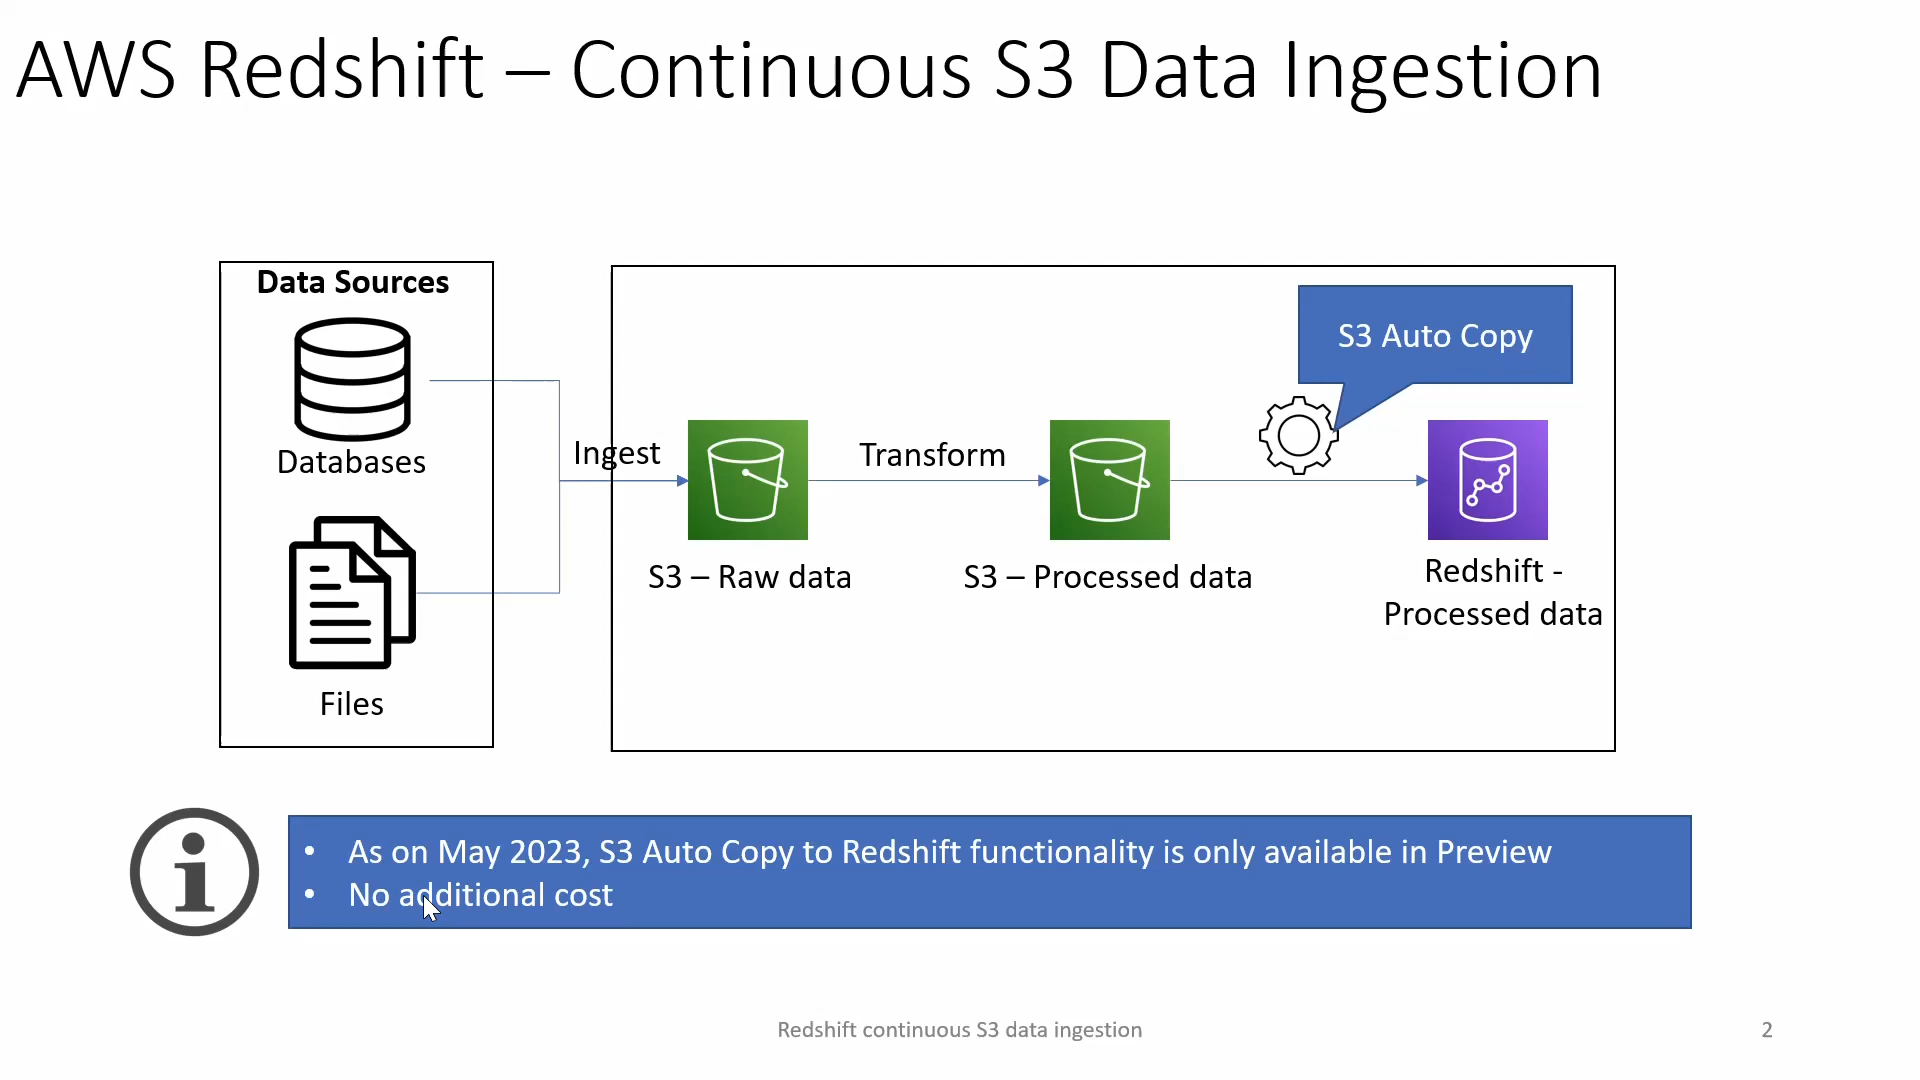 AWS Redshift – Continuous S3 Data Ingestion
Data Sources
Databases
Files
Ingest
S3 – Raw data
Transform
S3 – Processed data
S3 Auto Copy
Redshift -
Processed data
• As on May 2023, S3 Auto Copy to Redshift functionality is only available in Preview
• No additional cost
Redshift continuous S3 data ingestion
2